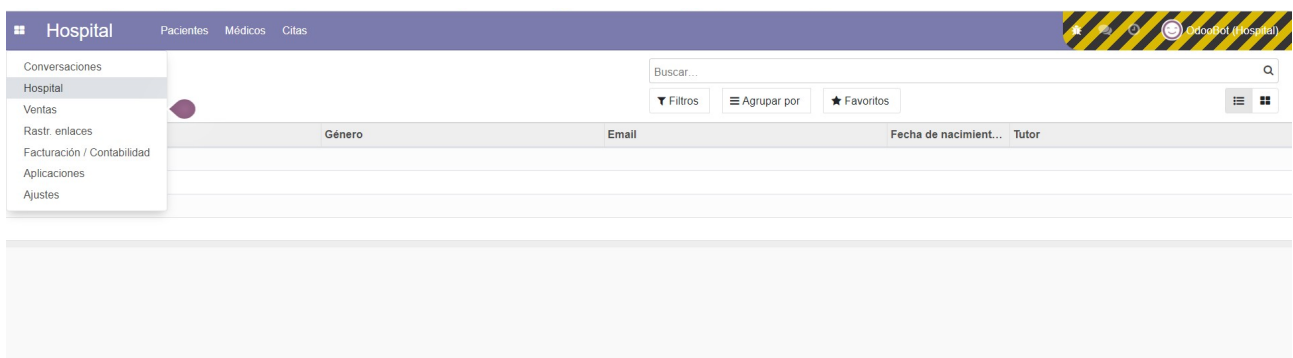 Hospital Pacientes Médicos Citas OdooBot (Hospital)
Conversaciones
Hospital
Ventas
Rastr. enlaces
Facturación / Contabilidad
Aplicaciones
Ajustes
Buscar...
Filtros Agrupar por Favoritos
Género Email Fecha de nacimient... Tutor